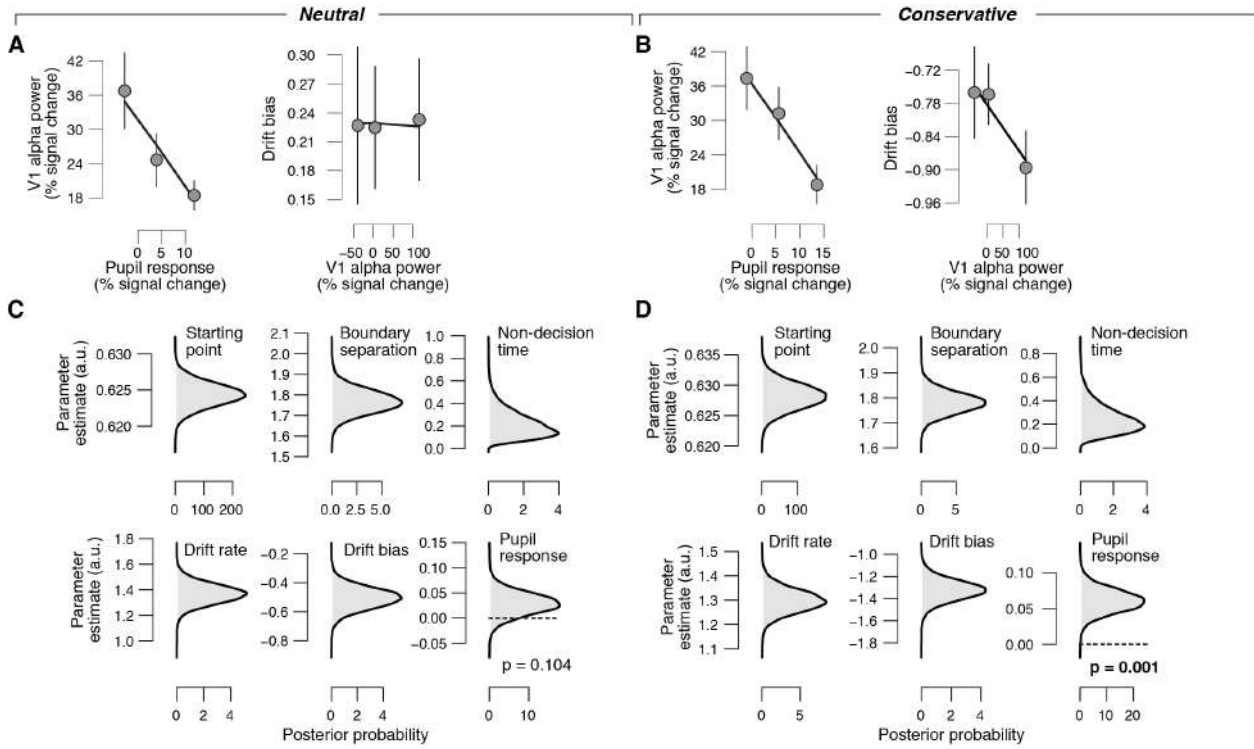 Neutral
Conservative
A
V1 alpha power
(% signal change)
42
36
30
24
18
0 5 10
Pupil response
(% signal change)
Drift bias
0.30
0.27
0.24
0.21
0.18
0.15
−50 0 50 100
V1 alpha power
(% signal change)
B
V1 alpha power
(% signal change)
42
36
30
24
18
0 5 10 15
Pupil response
(% signal change)
Drift bias
−0.72
−0.78
−0.84
−0.90
−0.96
0 50 100
V1 alpha power
(% signal change)
C
Parameter
estimate (a.u.)
Starting
point
0.630
0.625
0.620
0 100 200
Boundary
separation
2.1
2.0
1.9
1.8
1.7
1.6
1.5
0.0 2.5 5.0
Non-decision
time
1.0
0.8
0.6
0.4
0.2
0.0
0 2 4
Parameter
estimate (a.u.)
Drift rate
1.8
1.6
1.4
1.2
1.0
0 2 4
Drift bias
−0.2
−0.4
−0.6
−0.8
0 2 4
Pupil
response
0.15
0.10
0.05
0.00
−0.05
p = 0.104
0 10
Posterior probability
D
Parameter
estimate (a.u.)
Starting
point
0.635
0.630
0.625
0.620
0 100
Boundary
separation
2.0
1.9
1.8
1.7
1.6
0 5
Non-decision
time
0.8
0.6
0.4
0.2
0.0
0 2 4
Parameter
estimate (a.u.)
Drift rate
1.5
1.4
1.3
1.2
1.1
0 5
Drift bias
−1.0
−1.2
−1.4
−1.6
−1.8
0 2 4
Pupil
response
0.10
0.05
0.00
p = 0.001
0 10 20
Posterior probability